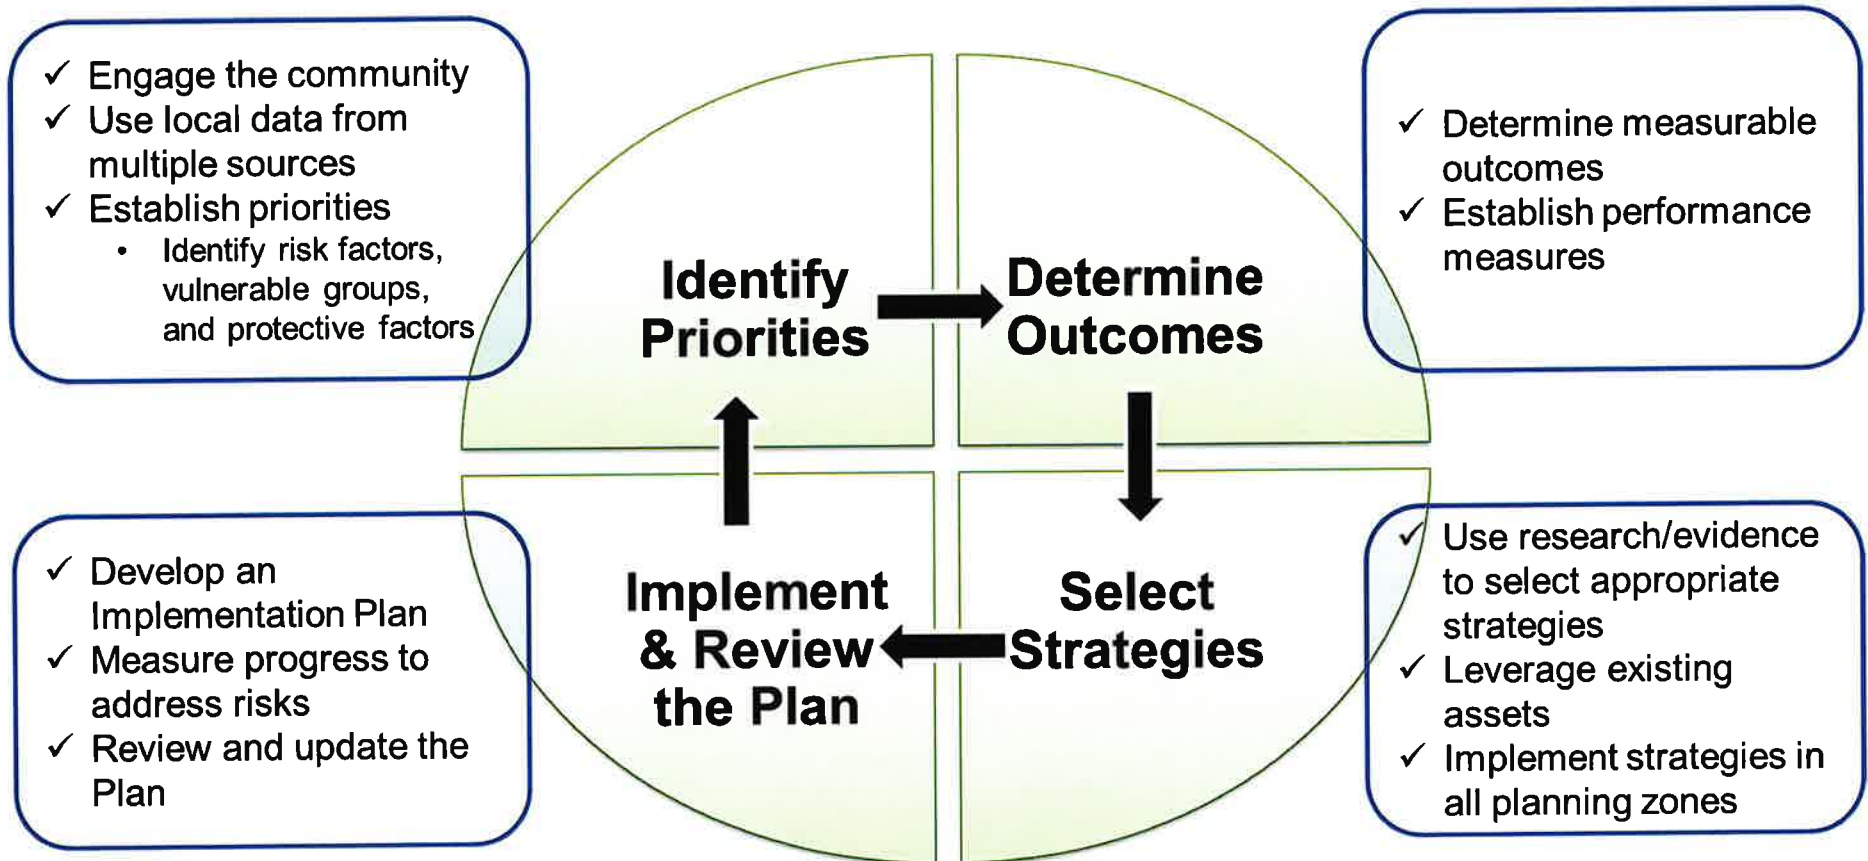 ✓ Engage the community
✓ Use local data from
multiple sources
✓ Establish priorities
• Identify risk factors,
vulnerable groups,
and protective factors
Identify
Priorities
Determine
Outcomes
✓ Determine measurable
outcomes
✓ Establish performance
measures
Select
Strategies
✓ Use research/evidence
to select appropriate
strategies
✓ Leverage existing
assets
✓ Implement strategies in
all planning zones
Implement
& Review
the Plan
✓ Develop an
Implementation Plan
✓ Measure progress to
address risks
✓ Review and update the
Plan